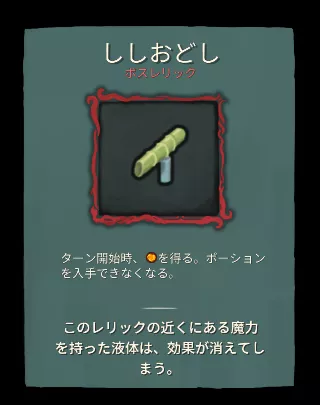 ししおどし
ボスレリック
ターン開始時、を得る。ポーション
を入手できなくなる。
このレリックの近くにある魔力
を持った液体は、効果が消えてし
まう。